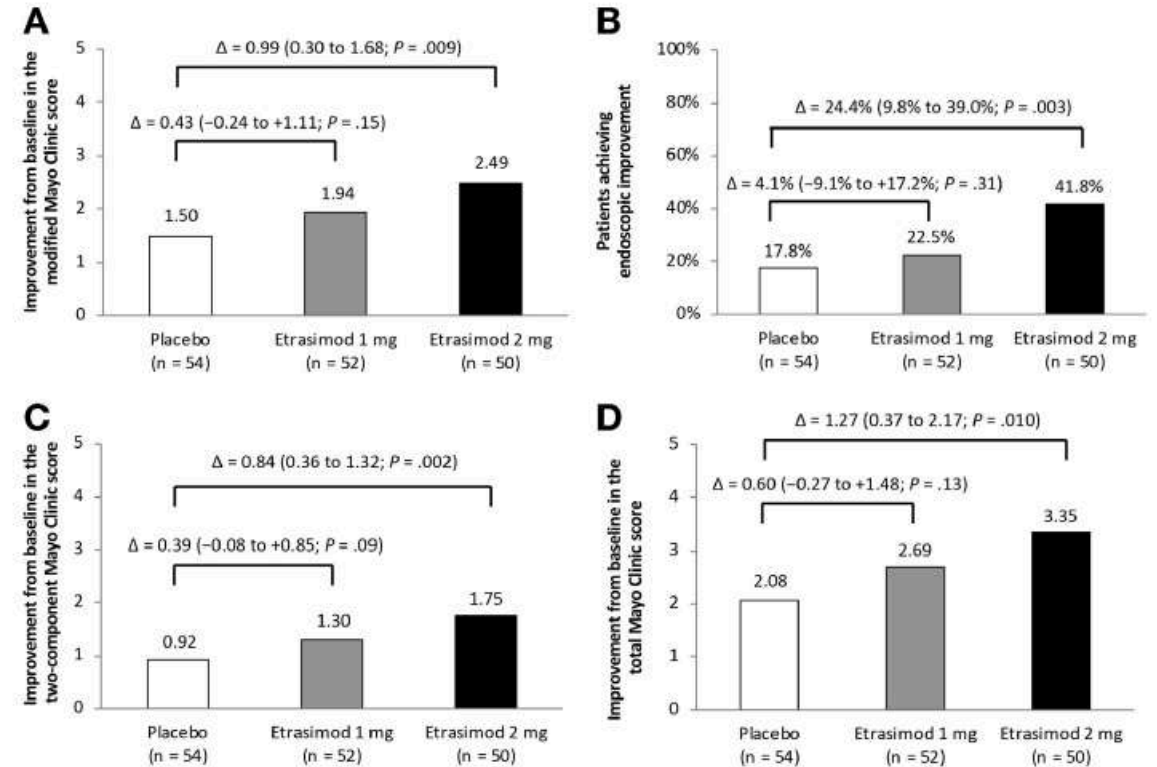 A
Improvement from baseline in the
modified Mayo Clinic score
5
4
3
2
1
0
Δ = 0.99 (0.30 to 1.68; P = .009)
Δ = 0.43 (−0.24 to +1.11; P = .15)
1.50
1.94
2.49
Placebo
(n = 54)
Etrasimod 1 mg
(n = 52)
Etrasimod 2 mg
(n = 50)
B
Patients achieving
endoscopic improvement
100%
80%
60%
40%
20%
0%
Δ = 24.4% (9.8% to 39.0%; P = .003)
Δ = 4.1% (−9.1% to +17.2%; P = .31)
17.8%
22.5%
41.8%
Placebo
(n = 54)
Etrasimod 1 mg
(n = 52)
Etrasimod 2 mg
(n = 50)
C
Improvement from baseline in the
two-component Mayo Clinic score
5
4
3
2
1
0
Δ = 0.84 (0.36 to 1.32; P = .002)
Δ = 0.39 (−0.08 to +0.85; P = .09)
0.92
1.30
1.75
Placebo
(n = 54)
Etrasimod 1 mg
(n = 52)
Etrasimod 2 mg
(n = 50)
D
Improvement from baseline in the
total Mayo Clinic score
5
4
3
2
1
0
Δ = 1.27 (0.37 to 2.17; P = .010)
Δ = 0.60 (−0.27 to +1.48; P = .13)
2.08
2.69
3.35
Placebo
(n = 54)
Etrasimod 1 mg
(n = 52)
Etrasimod 2 mg
(n = 50)